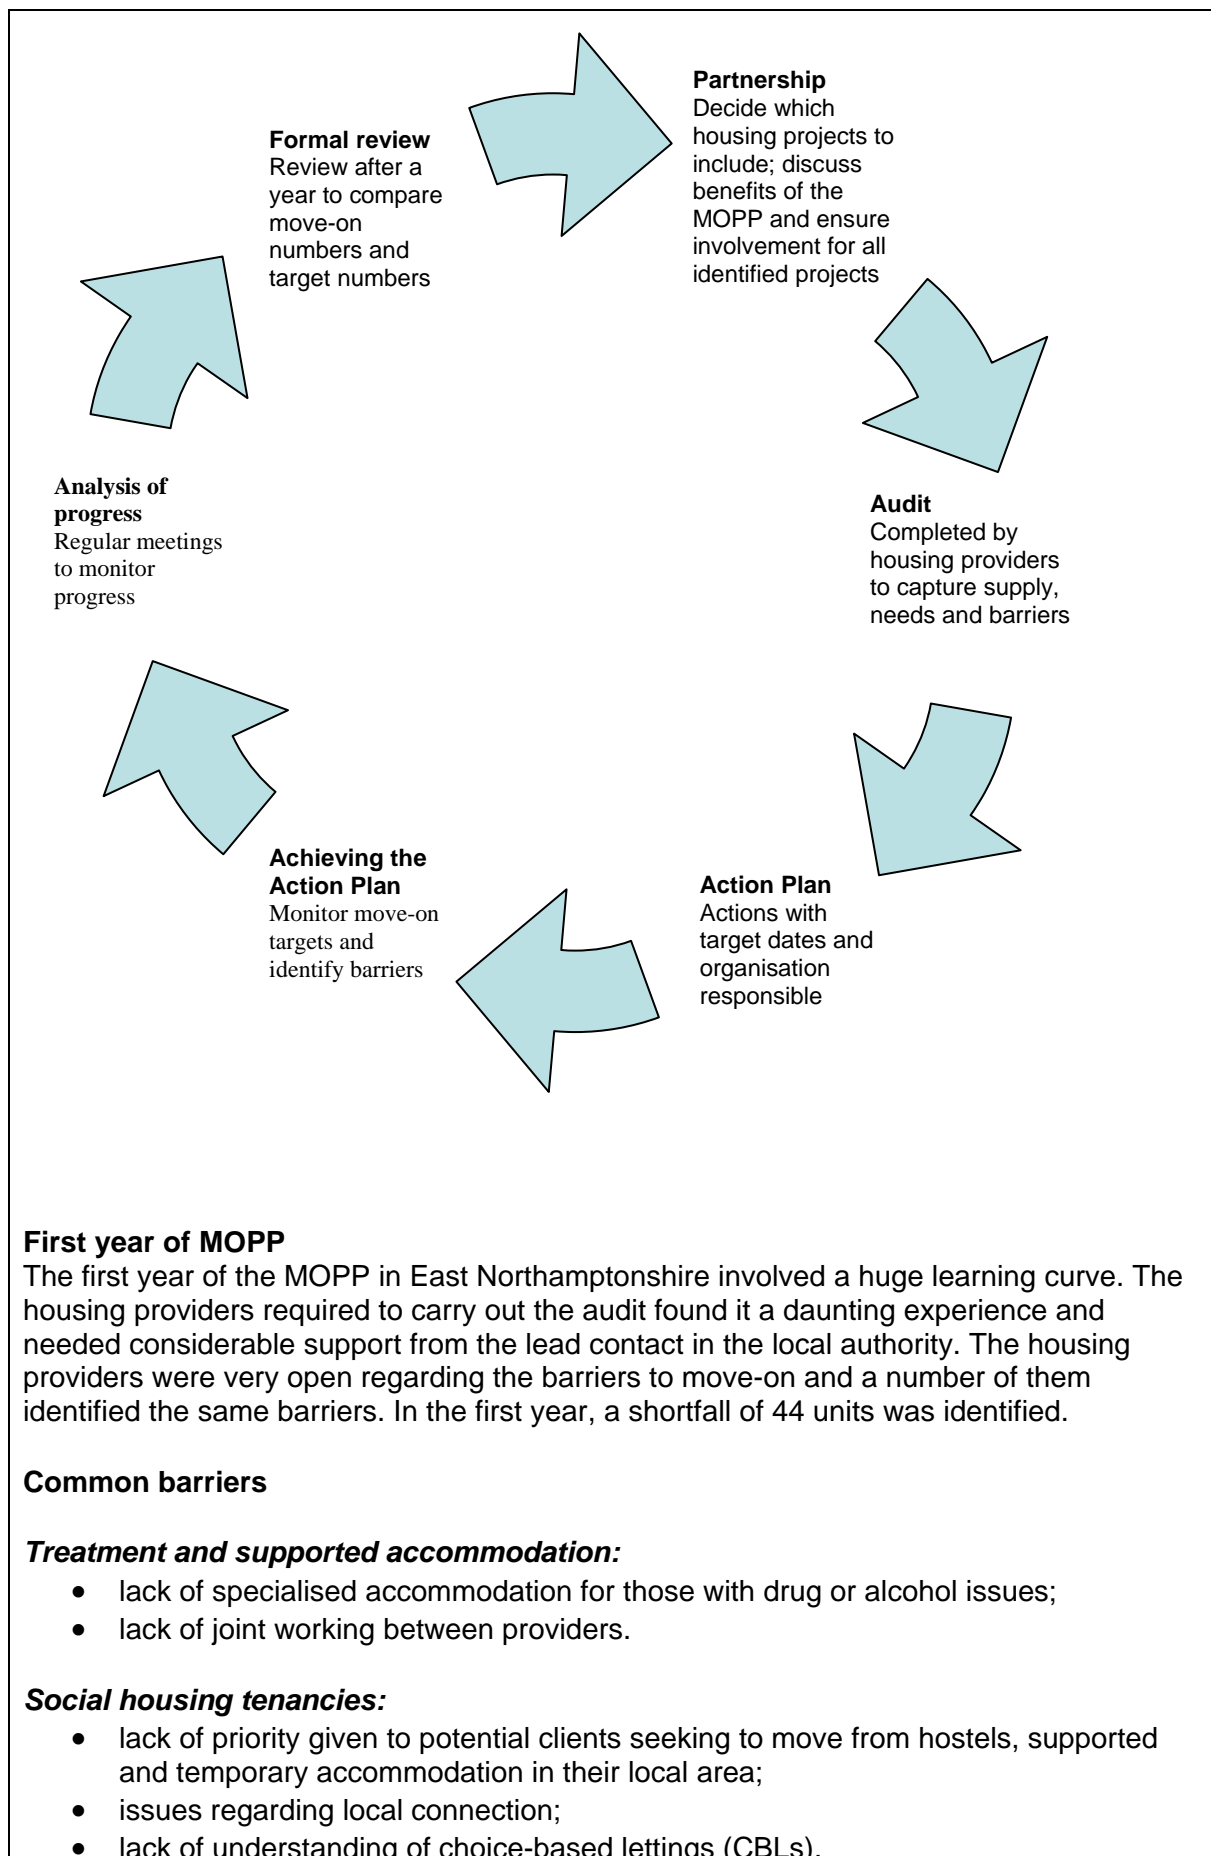 Partnership
Decide which
housing projects to
include; discuss
benefits of the
MOPP and ensure
involvement for all
identified projects
Audit
Completed by
housing providers
to capture supply,
needs and barriers
Action Plan
Actions with
target dates and
organisation
responsible
Achieving the
Action Plan
Monitor move-on
targets and
identify barriers
Analysis of
progress
Regular meetings
to monitor
progress
Formal review
Review after a
year to compare
move-on
numbers and
target numbers
First year of MOPP
The first year of the MOPP in East Northamptonshire involved a huge learning curve. The
housing providers required to carry out the audit found it a daunting experience and
needed considerable support from the lead contact in the local authority. The housing
providers were very open regarding the barriers to move-on and a number of them
identified the same barriers. In the first year, a shortfall of 44 units was identified.
Common barriers
Treatment and supported accommodation:
• lack of specialised accommodation for those with drug or alcohol issues;
• lack of joint working between providers.
Social housing tenancies:
• lack of priority given to potential clients seeking to move from hostels, supported
and temporary accommodation in their local area;
• issues regarding local connection;
• lack of understanding of choice-based lettings (CBLs).